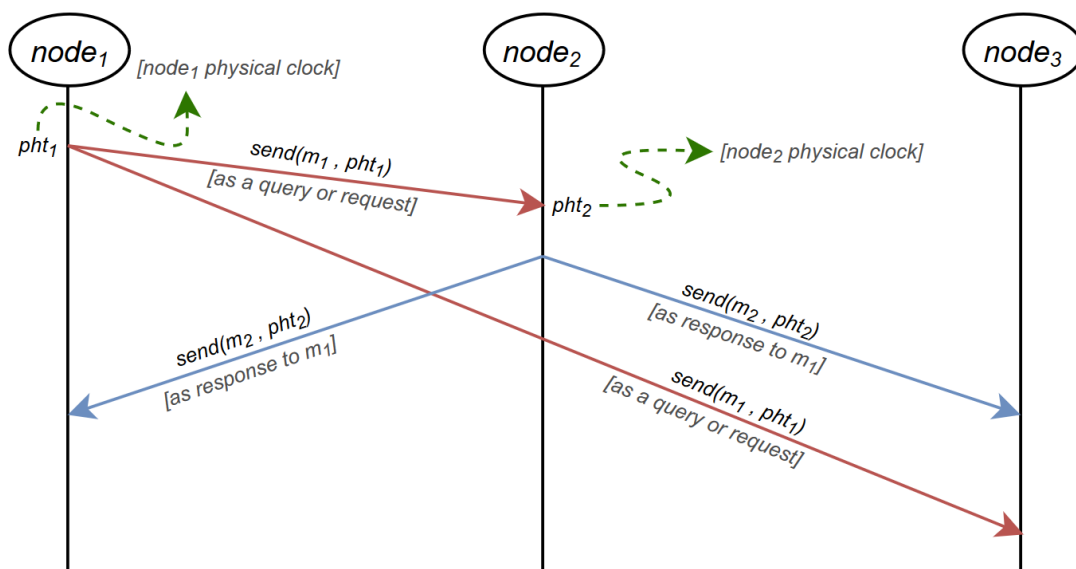 node₁
node₂
node₃
[node₁ physical clock]
pht₁
send(m₁ , pht₁)
[as a query or request]
[node₂ physical clock]
pht₂
send(m₂ , pht₂)
[as response to m₁]
send(m₂ , pht₂)
[as response to m₁]
send(m₁ , pht₁)
[as a query or request]